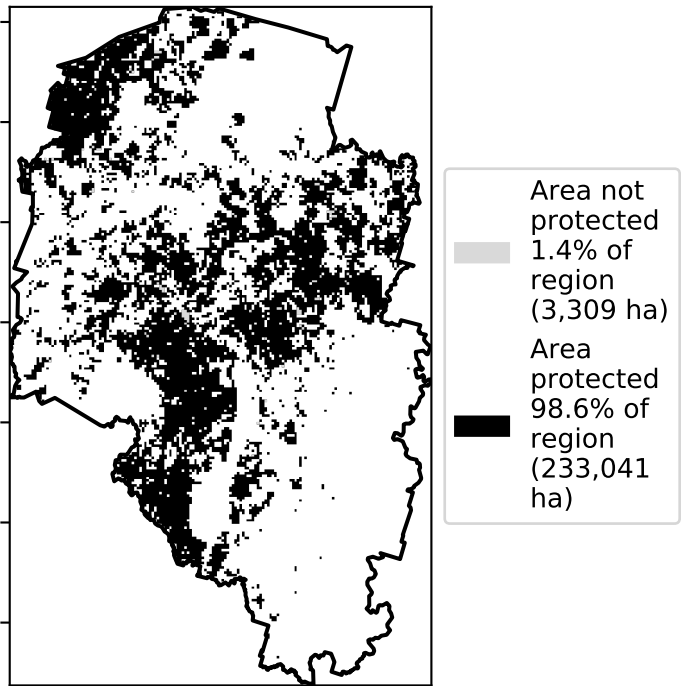 Area not
protected
1.4% of
region
(3,309 ha)
Area
protected
98.6% of
region
(233,041
ha)